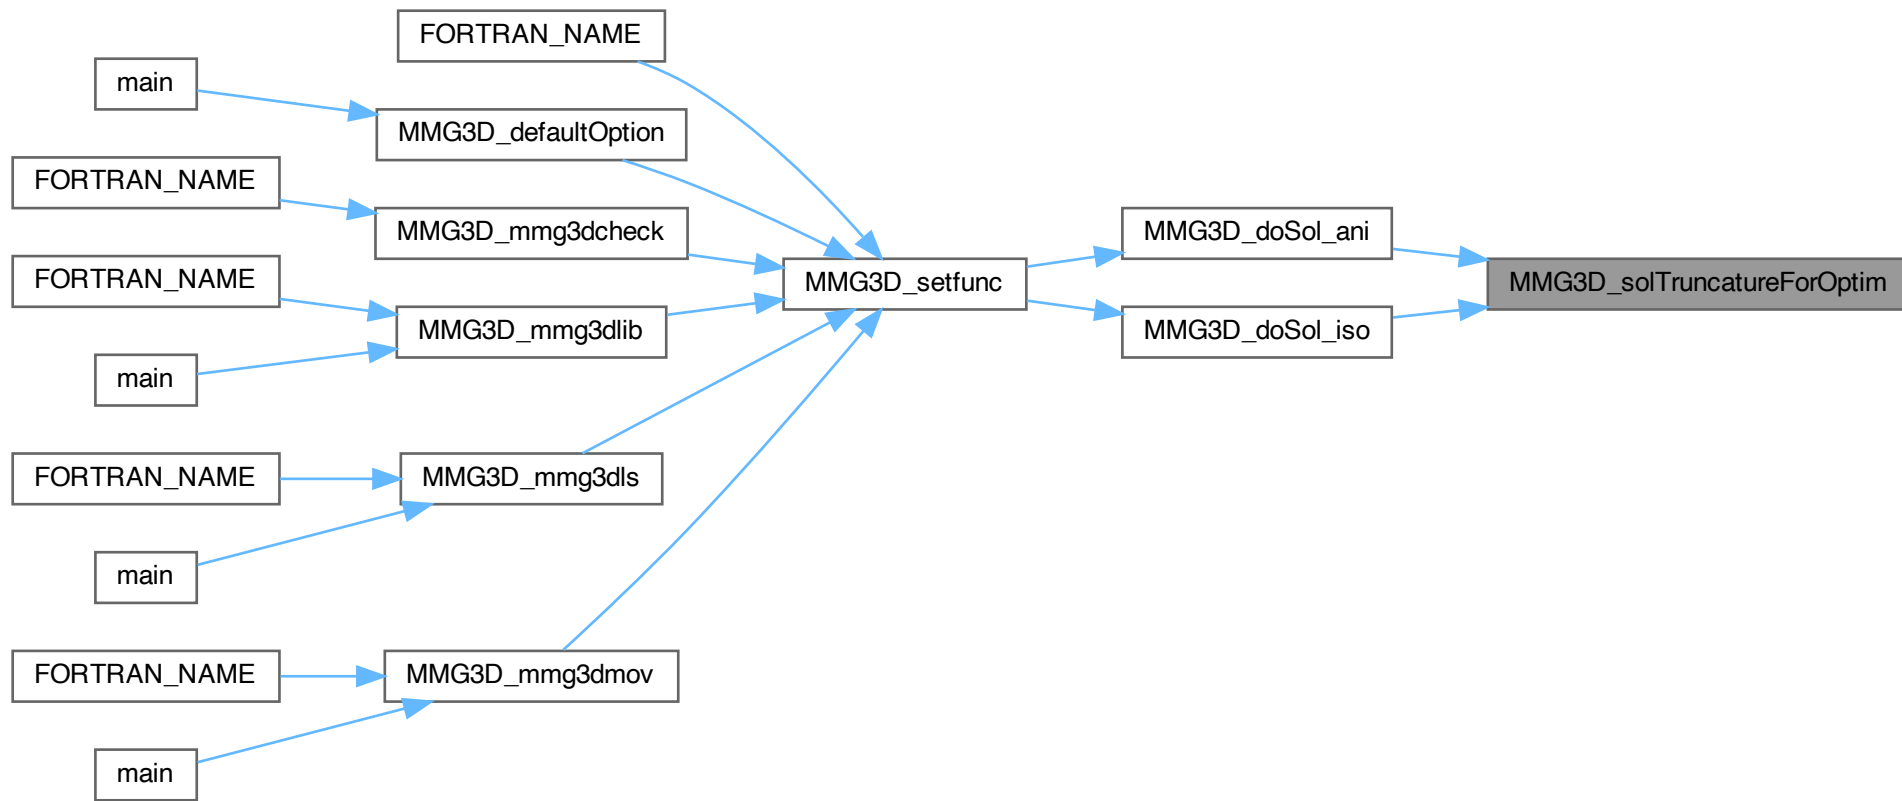 FORTRAN_NAME
main
MMG3D_defaultOption
FORTRAN_NAME
MMG3D_mmg3dcheck
MMG3D_doSol_ani
FORTRAN_NAME
MMG3D_setfunc
MMG3D_solTruncatureForOptim
MMG3D_mmg3dlib
MMG3D_doSol_iso
main
FORTRAN_NAME
MMG3D_mmg3dls
main
FORTRAN_NAME
MMG3D_mmg3dmov
main